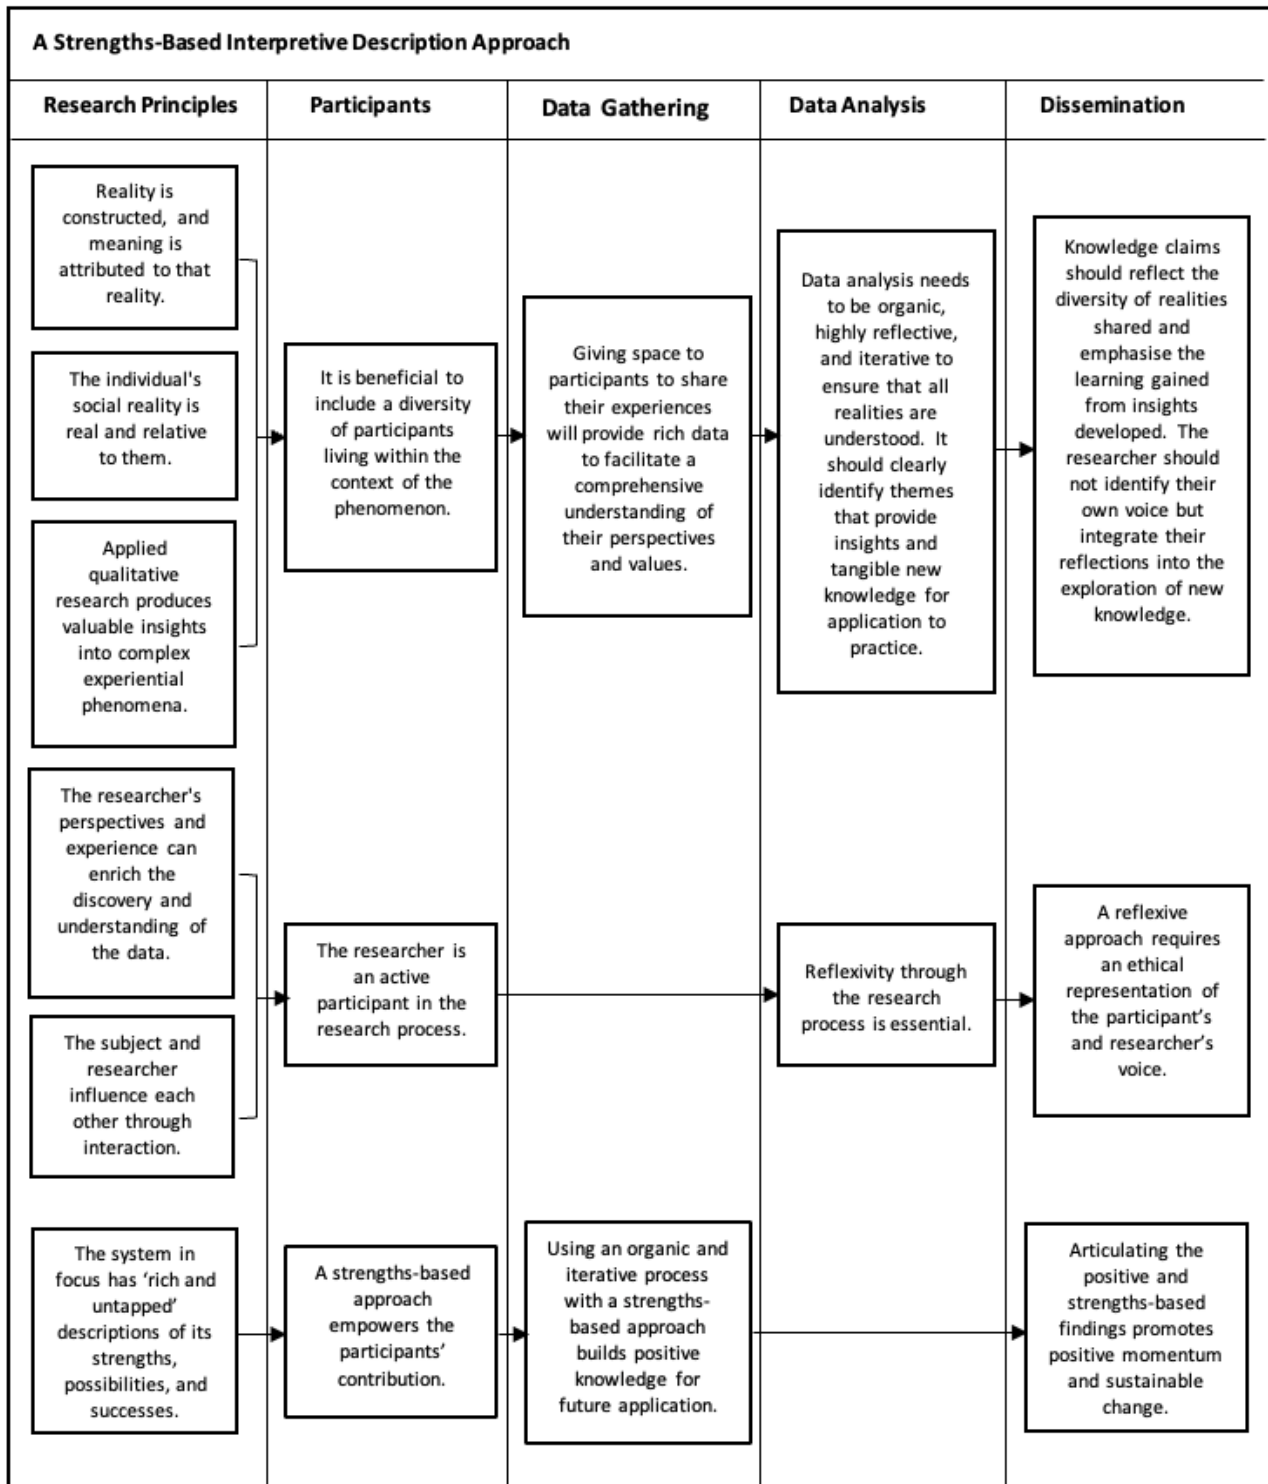 A Strengths-Based Interpretive Description Approach
Research Principles
Participants
Data Gathering
Data Analysis
Dissemination
Reality is
constructed, and
meaning is
attributed to that
reality.
The individual's
social reality is
real and relative
to them.
Applied
qualitative
research produces
valuable insights
into complex
experiential
phenomena.
It is beneficial to
include a diversity
of participants
living within the
context of the
phenomenon.
Giving space to
participants to share
their experiences
will provide rich data
to facilitate a
comprehensive
understanding of
their perspectives
and values.
Data analysis needs
to be organic,
highly reflective,
and iterative to
ensure that all
realities are
understood. It
should clearly
identify themes
that provide
insights and
tangible new
knowledge for
application to
practice.
Knowledge claims
should reflect the
diversity of realities
shared and
emphasise the
learning gained
from insights
developed. The
researcher should
not identify their
own voice but
integrate their
reflections into the
exploration of new
knowledge.
The researcher's
perspectives and
experience can
enrich the
discovery and
understanding of
the data.
The subject and
researcher
influence each
other through
interaction.
The researcher is
an active
participant in the
research process.
Reflexivity through
the research
process is essential.
A reflexive
approach requires
an ethical
representation of
the participant’s
and researcher’s
voice.
The system in
focus has ‘rich and
untapped’
descriptions of its
strengths,
possibilities, and
successes.
A strengths-based
approach
empowers the
participants’
contribution.
Using an organic and
iterative process
with a strengths-
based approach
builds positive
knowledge for
future application.
Articulating the
positive and
strengths-based
findings promotes
positive momentum
and sustainable
change.